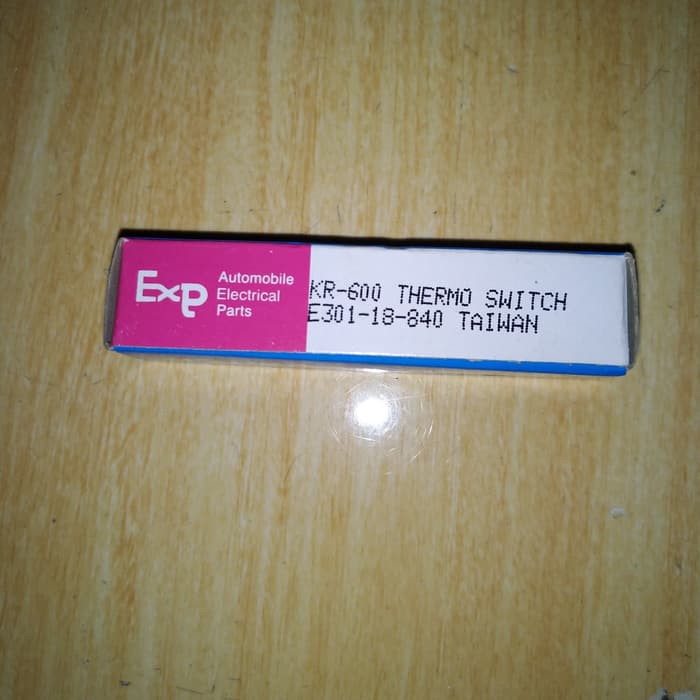 Exp
Automobile
Electrical
Parts
KR-600 THERMO SWITCH
E301-18-840 TAIWAN